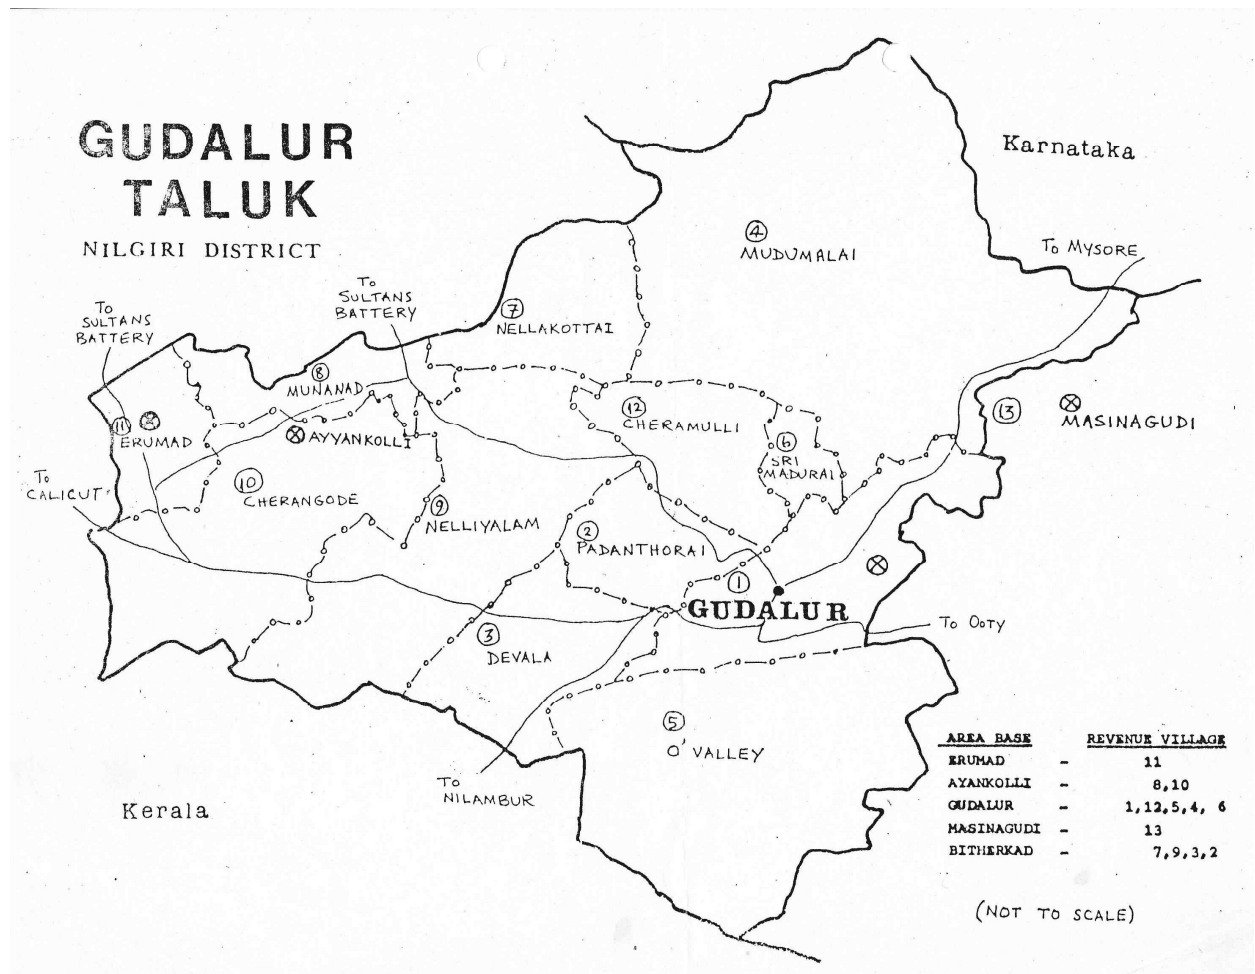 GUDALUR
TALUK
NILGIRI DISTRICT
Karnataka
To MYSORE
4
MUDUMALAI
To
SULTANS
BATTERY
7
NELLAKOTTAI
To
SULTANS
BATTERY
8
MUNANAD
12
CHERAMULLI
13
MASINAGUDI
11
ERUMAD
AYYANKOLLI
6
SRI
MADURAI
To
CALICUT
10
CHERANGODE
9
NELLIYALAM
2
PADANTHORAI
1
GUDALUR
To OOTY
3
DEVALA
5
O'VALLEY
To
NILAMBUR
Kerala
AREA BASE REVENUE VILLAGE
ERUMAD - 11
AYANKOLLI - 8,10
GUDALUR - 1,12,5,4, 6
MASINAGUDI - 13
BITHERKAD - 7,9,3,2
(NOT TO SCALE)